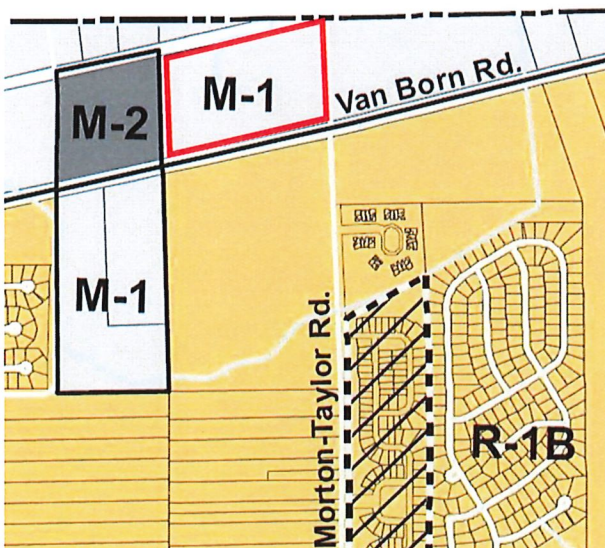 M-1
Van Born Rd.
M-2
M-1
Morton-Taylor Rd.
R-1B